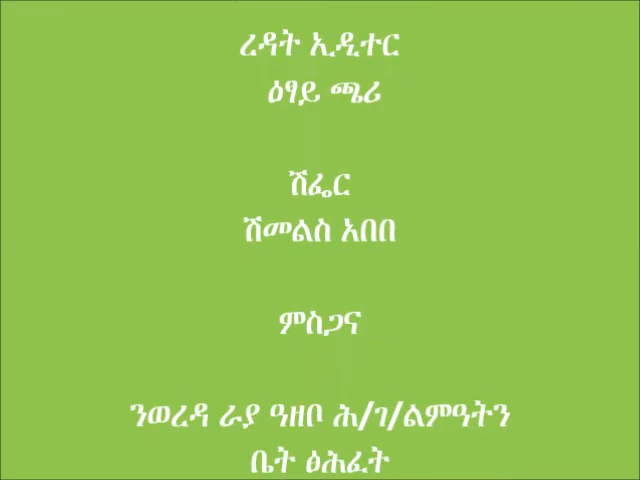 ረዳት ኢዲተር
ዕፃይ ጫሪ
ሽፌር
ሽመልስ አበበ
ምስጋና
ንወረዳ ራያ ዓዘቦ ሕ/ገ/ልምዓትን
ቤት ፅሕፈት